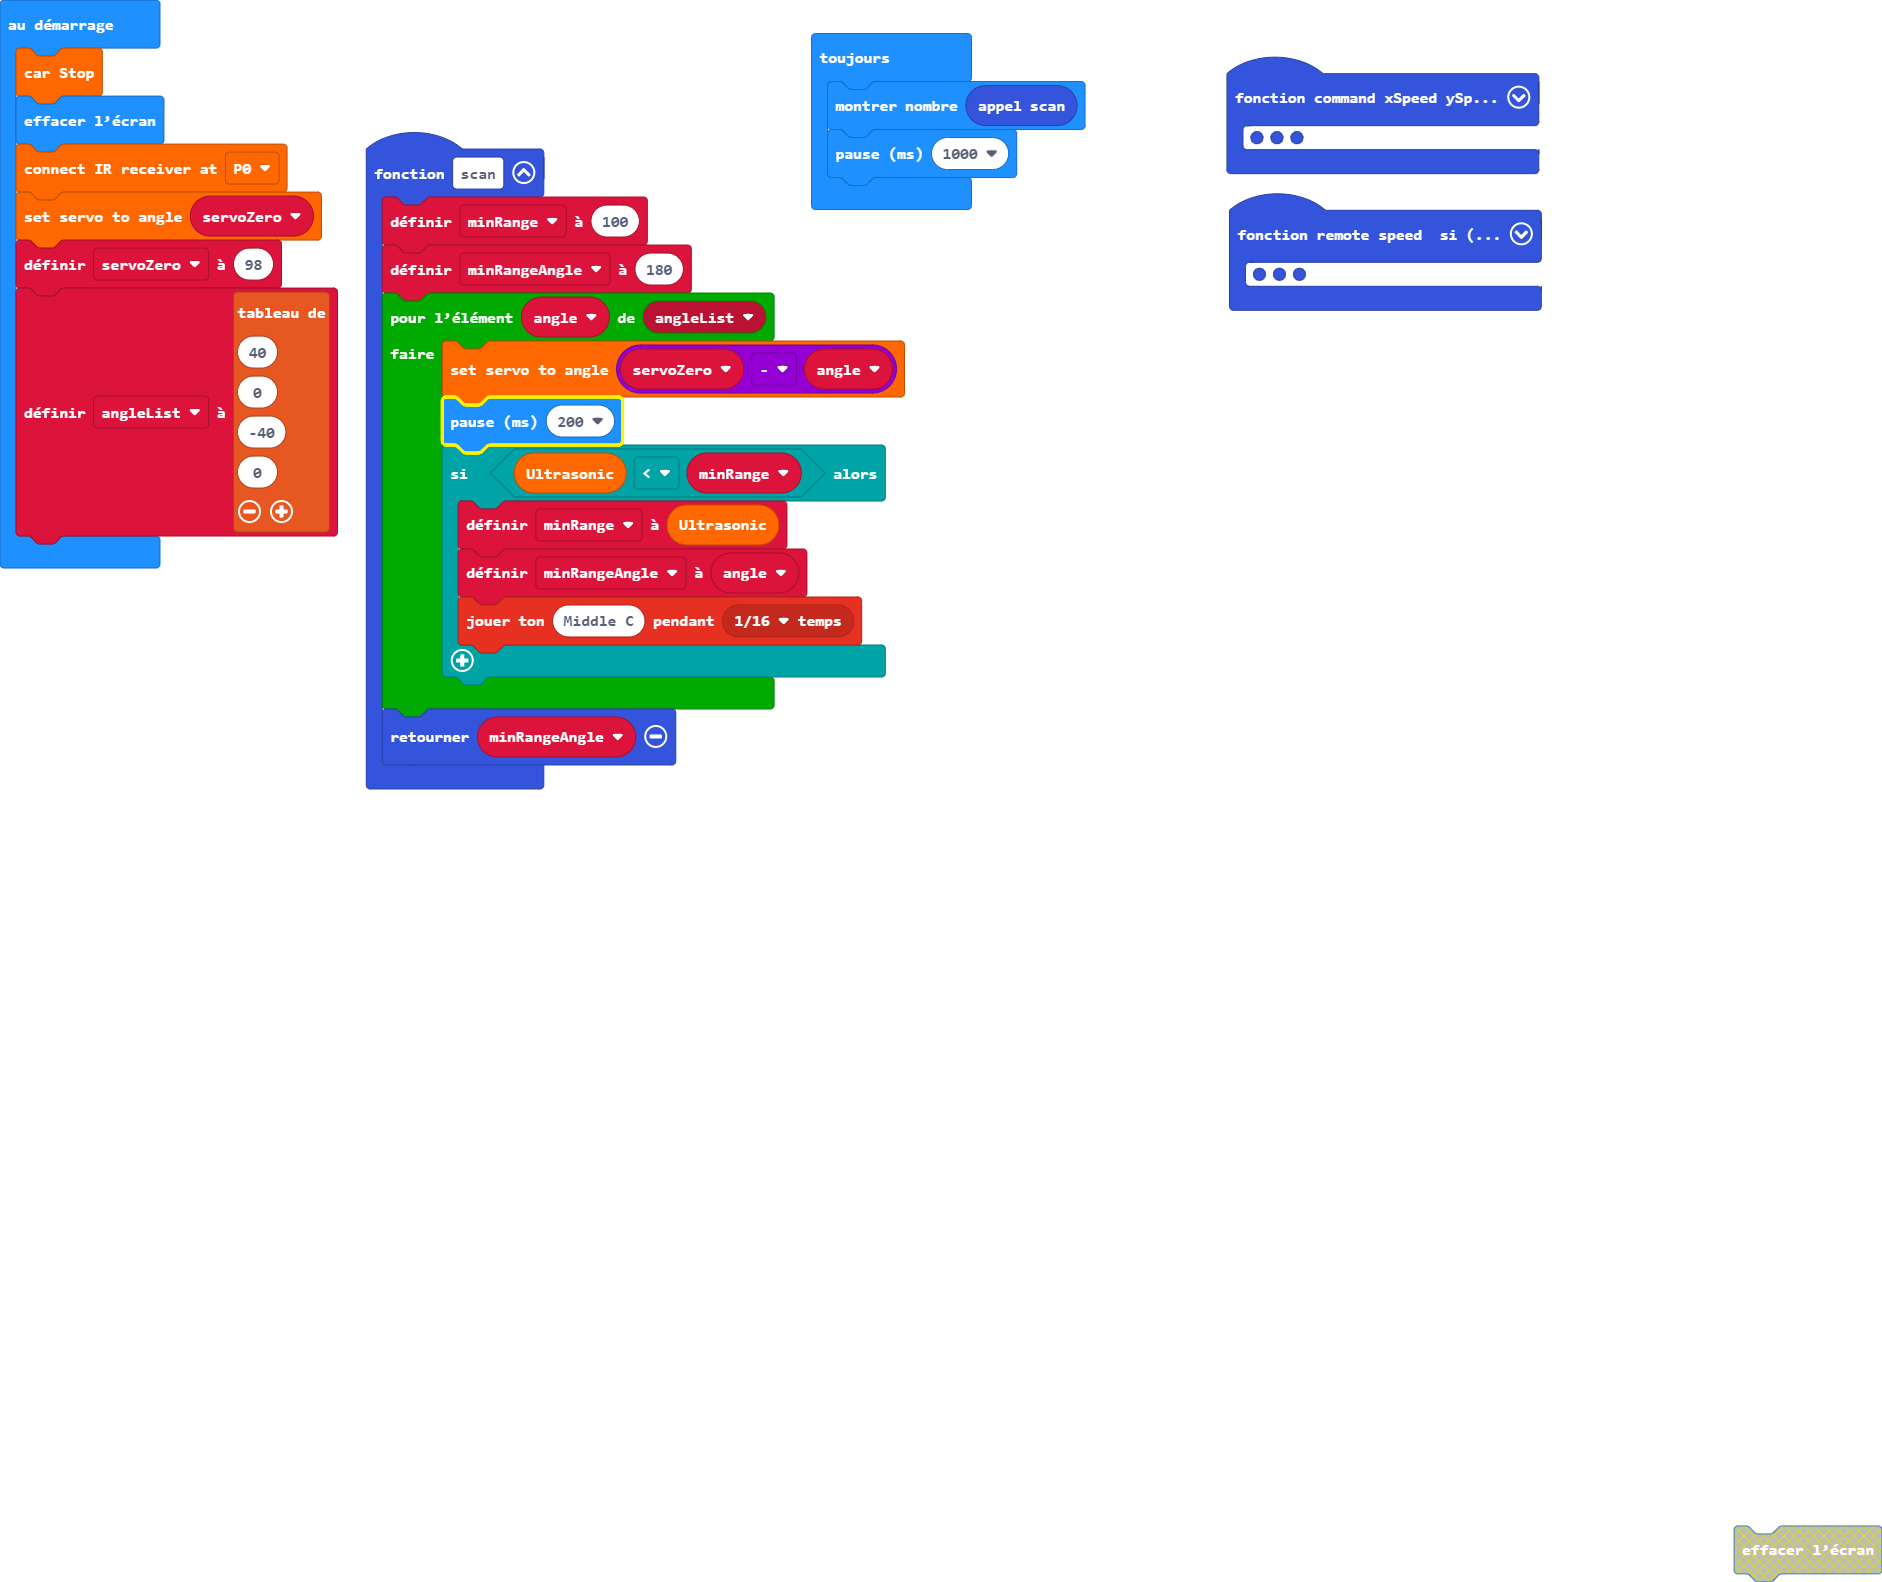 au démarrage
car Stop
effacer l’écran
connect IR receiver at P0
set servo to angle servoZero
définir servoZero à 98
définir angleList à tableau de
40
0
-40
0
fonction scan
définir minRange à 100
définir minRangeAngle à 180
pour l’élément angle de angleList
faire
set servo to angle servoZero - angle
pause (ms) 200
si Ultrasonic < minRange alors
définir minRange à Ultrasonic
définir minRangeAngle à angle
jouer ton Middle C pendant 1/16 temps
retourner minRangeAngle
toujours
montrer nombre appel scan
pause (ms) 1000
fonction command xSpeed ySp...
fonction remote speed si (...
effacer l’écran